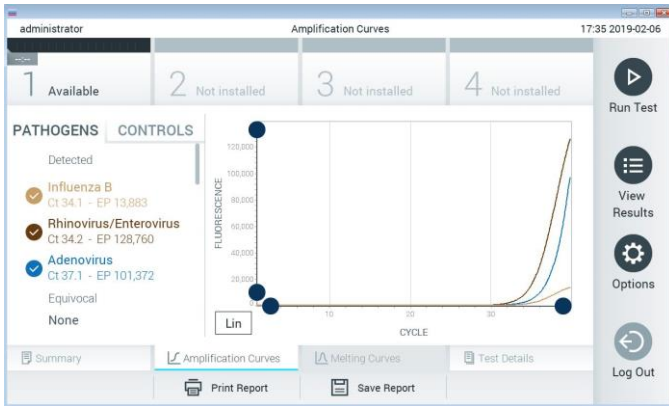 administrator
Amplification Curves
17:35 2019-02-06
--:--
1 Available
2 Not installed
3 Not installed
4 Not installed
Run Test
PATHOGENS
CONTROLS
Detected
Influenza B
Ct 34.1 - EP 13,883
Rhinovirus/Enterovirus
Ct 34.2 - EP 128,760
Adenovirus
Ct 37.1 - EP 101,372
Equivocal
None
FLUORESCENCE
120,000
100,000
80,000
60,000
40,000
20,000
0
10
20
30
CYCLE
Lin
View
Results
Options
Summary
Amplification Curves
Melting Curves
Test Details
Print Report
Save Report
Log Out